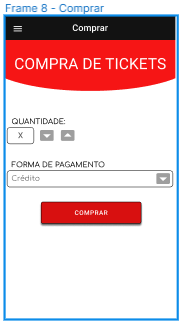 Frame 8 - Comprar
Comprar
COMPRA DE TICKETS
QUANTIDADE:
X
FORMA DE PAGAMENTO
Crédito
COMPRAR